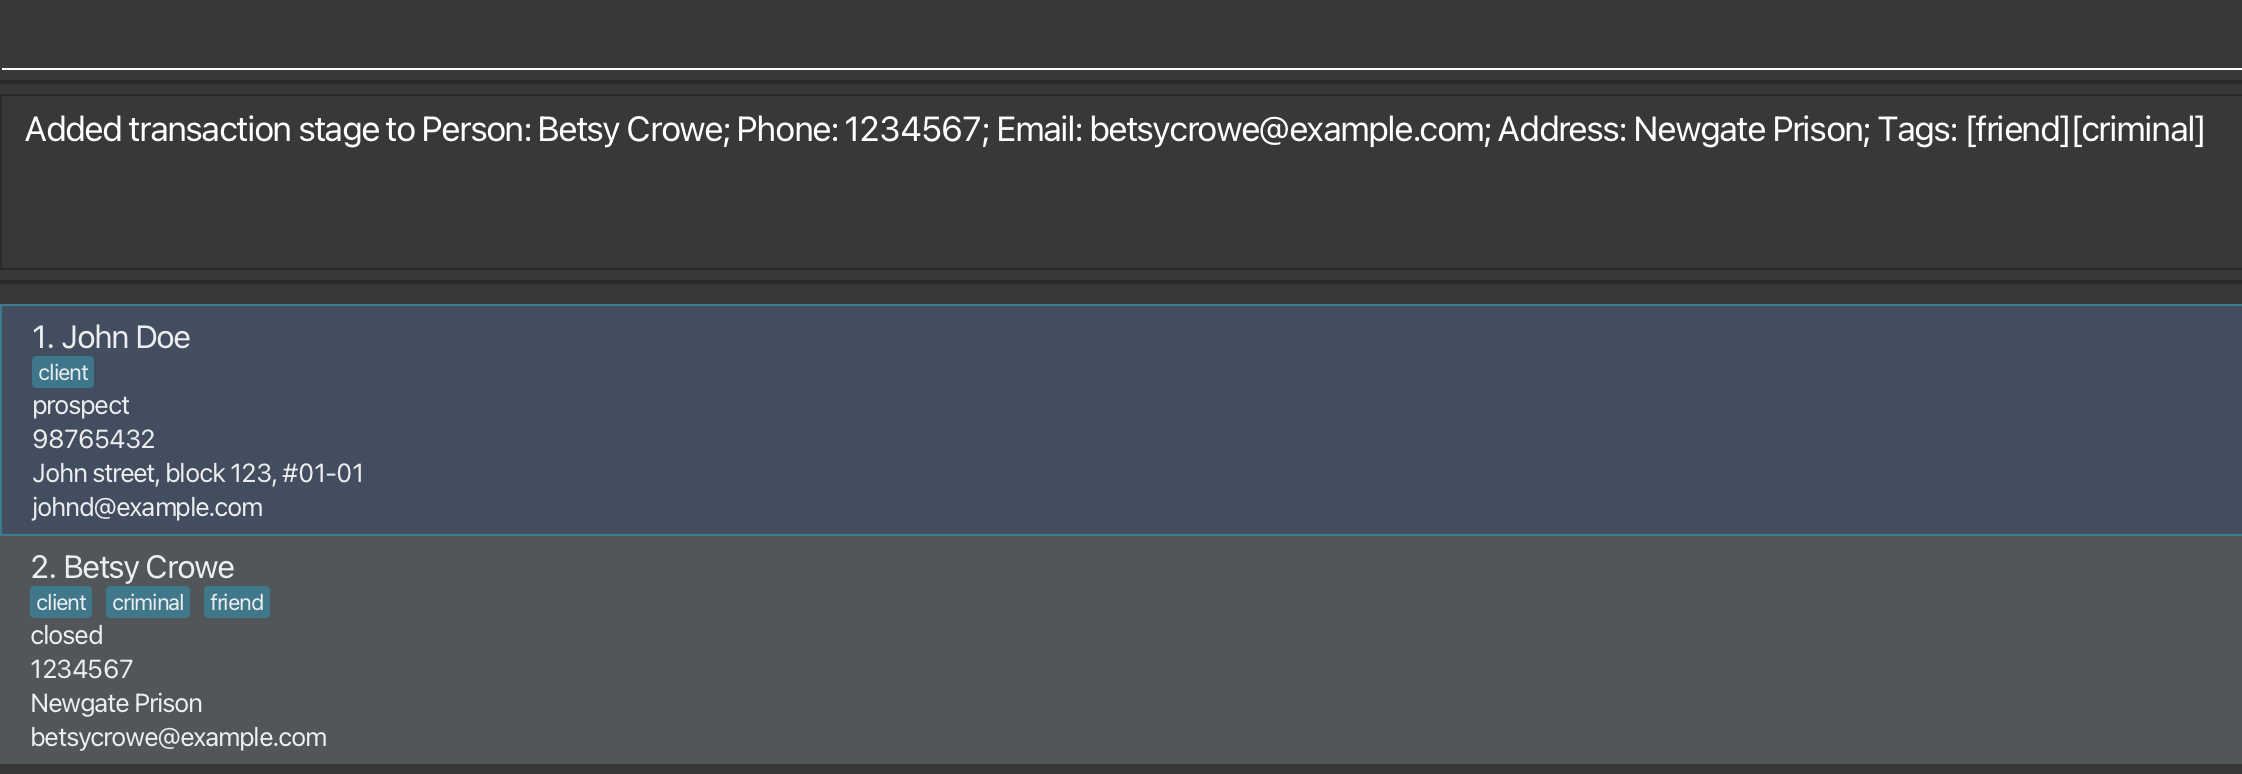 Added transaction stage to Person: Betsy Crowe; Phone: 1234567; Email: betsycrowe@example.com; Address: Newgate Prison; Tags: [friend][criminal]
1. John Doe
client
prospect
98765432
John street, block 123, #01-01
johnd@example.com
2. Betsy Crowe
client criminal friend
closed
1234567
Newgate Prison
betsycrowe@example.com